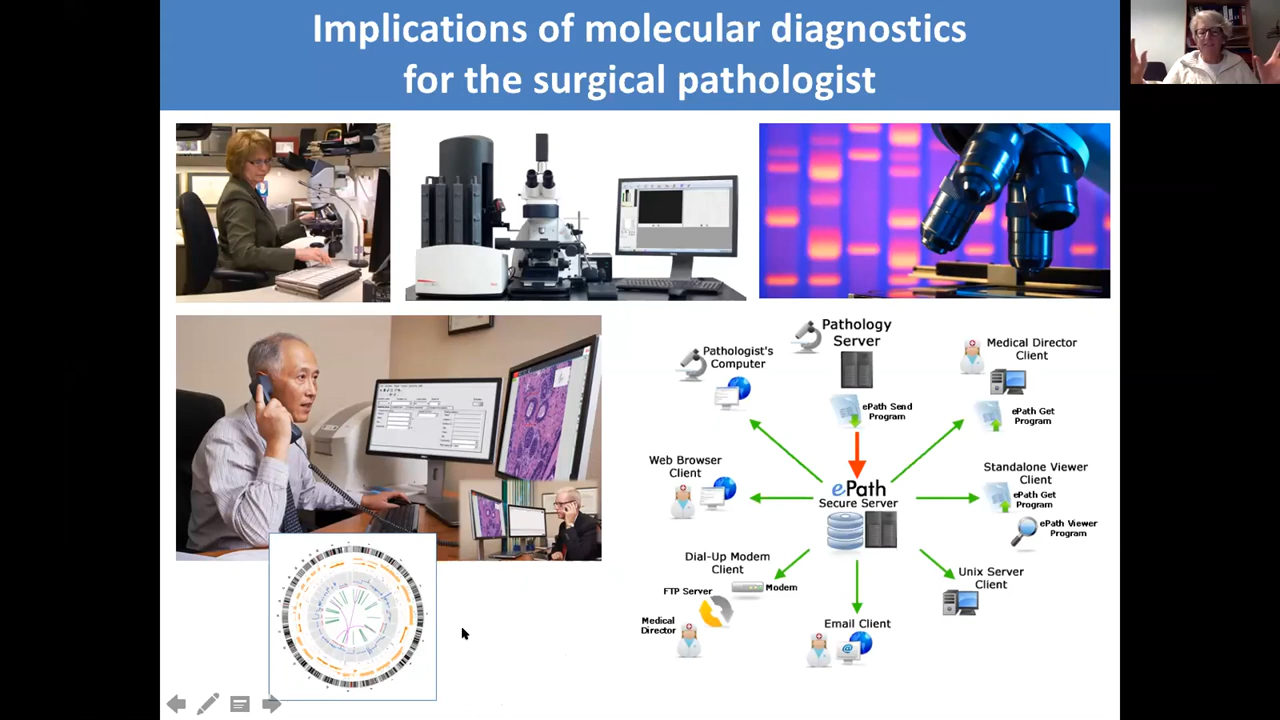 Implications of molecular diagnostics
for the surgical pathologist
Pathology
Server
Pathologist's
Computer
Medical Director
Client
ePath Send
Program
ePath Get
Program
Web Browser
Client
ePath
Secure Server
Standalone Viewer
Client
ePath Get
Program
ePath Viewer
Program
Dial-Up Modem
Client
Modem
FTP Server
Medical
Director
Unix Server
Client
Email Client
@